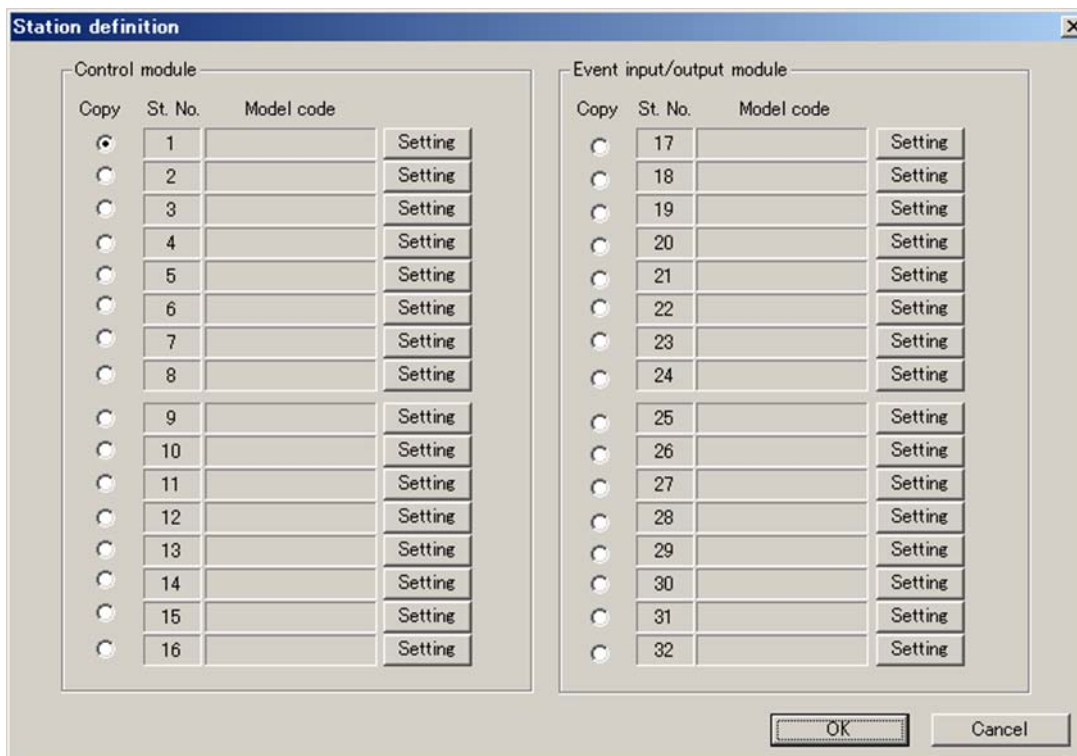 Station definition
Control module
Copy St. No. Model code
1 Setting
2 Setting
3 Setting
4 Setting
5 Setting
6 Setting
7 Setting
8 Setting
9 Setting
10 Setting
11 Setting
12 Setting
13 Setting
14 Setting
15 Setting
16 Setting
Event input/output module
Copy St. No. Model code
17 Setting
18 Setting
19 Setting
20 Setting
21 Setting
22 Setting
23 Setting
24 Setting
25 Setting
26 Setting
27 Setting
28 Setting
29 Setting
30 Setting
31 Setting
32 Setting
OK Cancel